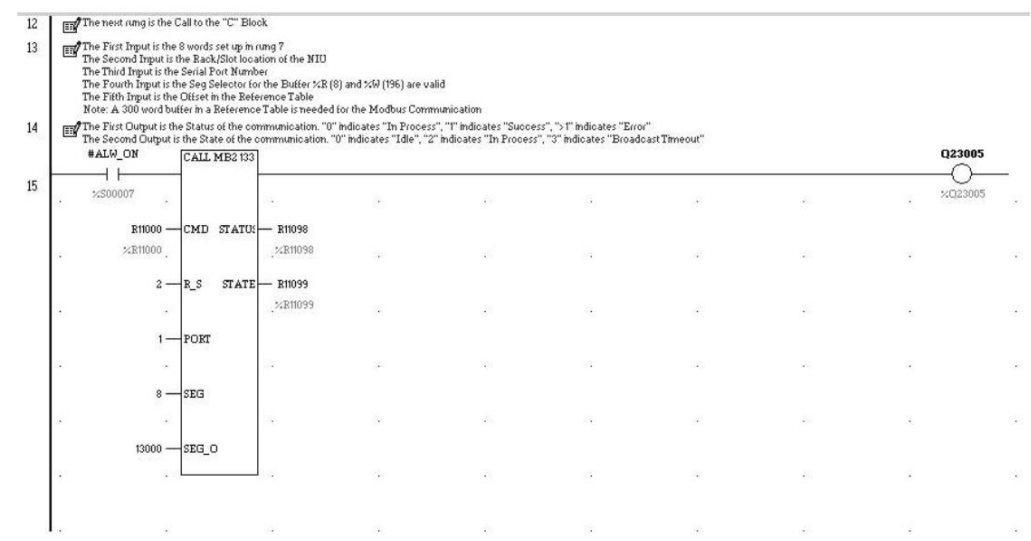 12 The next rung is the Call to the "C" Block
13 The First Input is the 8 words set up in rung 7
The Second Input is the Rack/Slot location of the NIU
The Third Input is the Serial Port Number
The Fourth Input is the Seg Selector for the Buffer %R (8) and %W (196) are valid
The Fifth Input is the Offset in the Reference Table
Note: A 300 word buffer in a Reference Table is needed for the Modbus Communication
14 The First Output is the Status of the communication. "0" indicates "In Process", "1" indicates "Success", ">1" indicates "Error"
The Second Output is the State of the communication. "0" indicates "Idle", "2" indicates "In Process", "3" indicates "Broadcast Timeout"
#ALW_ON CALL MB2133 Q23005
15
%S00007 %Q23005
R11000 CMD STATUS R11098
%R11000 %R11098
2 R_S STATE R11099
%R11099
1 PORT
8 SEG
13000 SEG_O